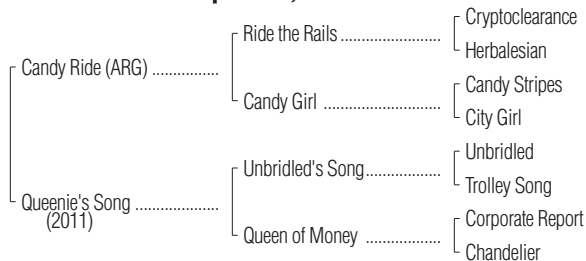 Cryptoclearance
Ride the Rails
Herbalesian
Candy Ride (ARG)
Candy Stripes
Candy Girl
City Girl
Unbridled
Unbridled's Song
Trolley Song
Queenie's Song
(2011)
Corporate Report
Queen of Money
Chandelier